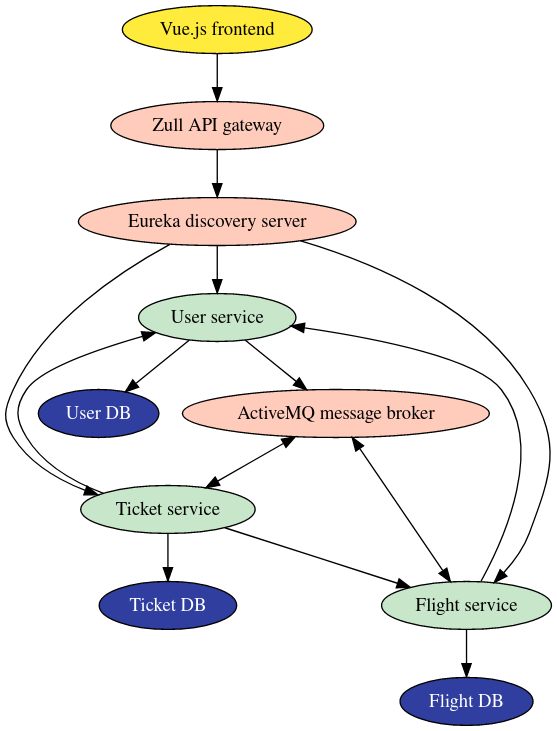 Vue.js frontend
Zull API gateway
Eureka discovery server
User service
User DB
ActiveMQ message broker
Ticket service
Ticket DB
Flight service
Flight DB